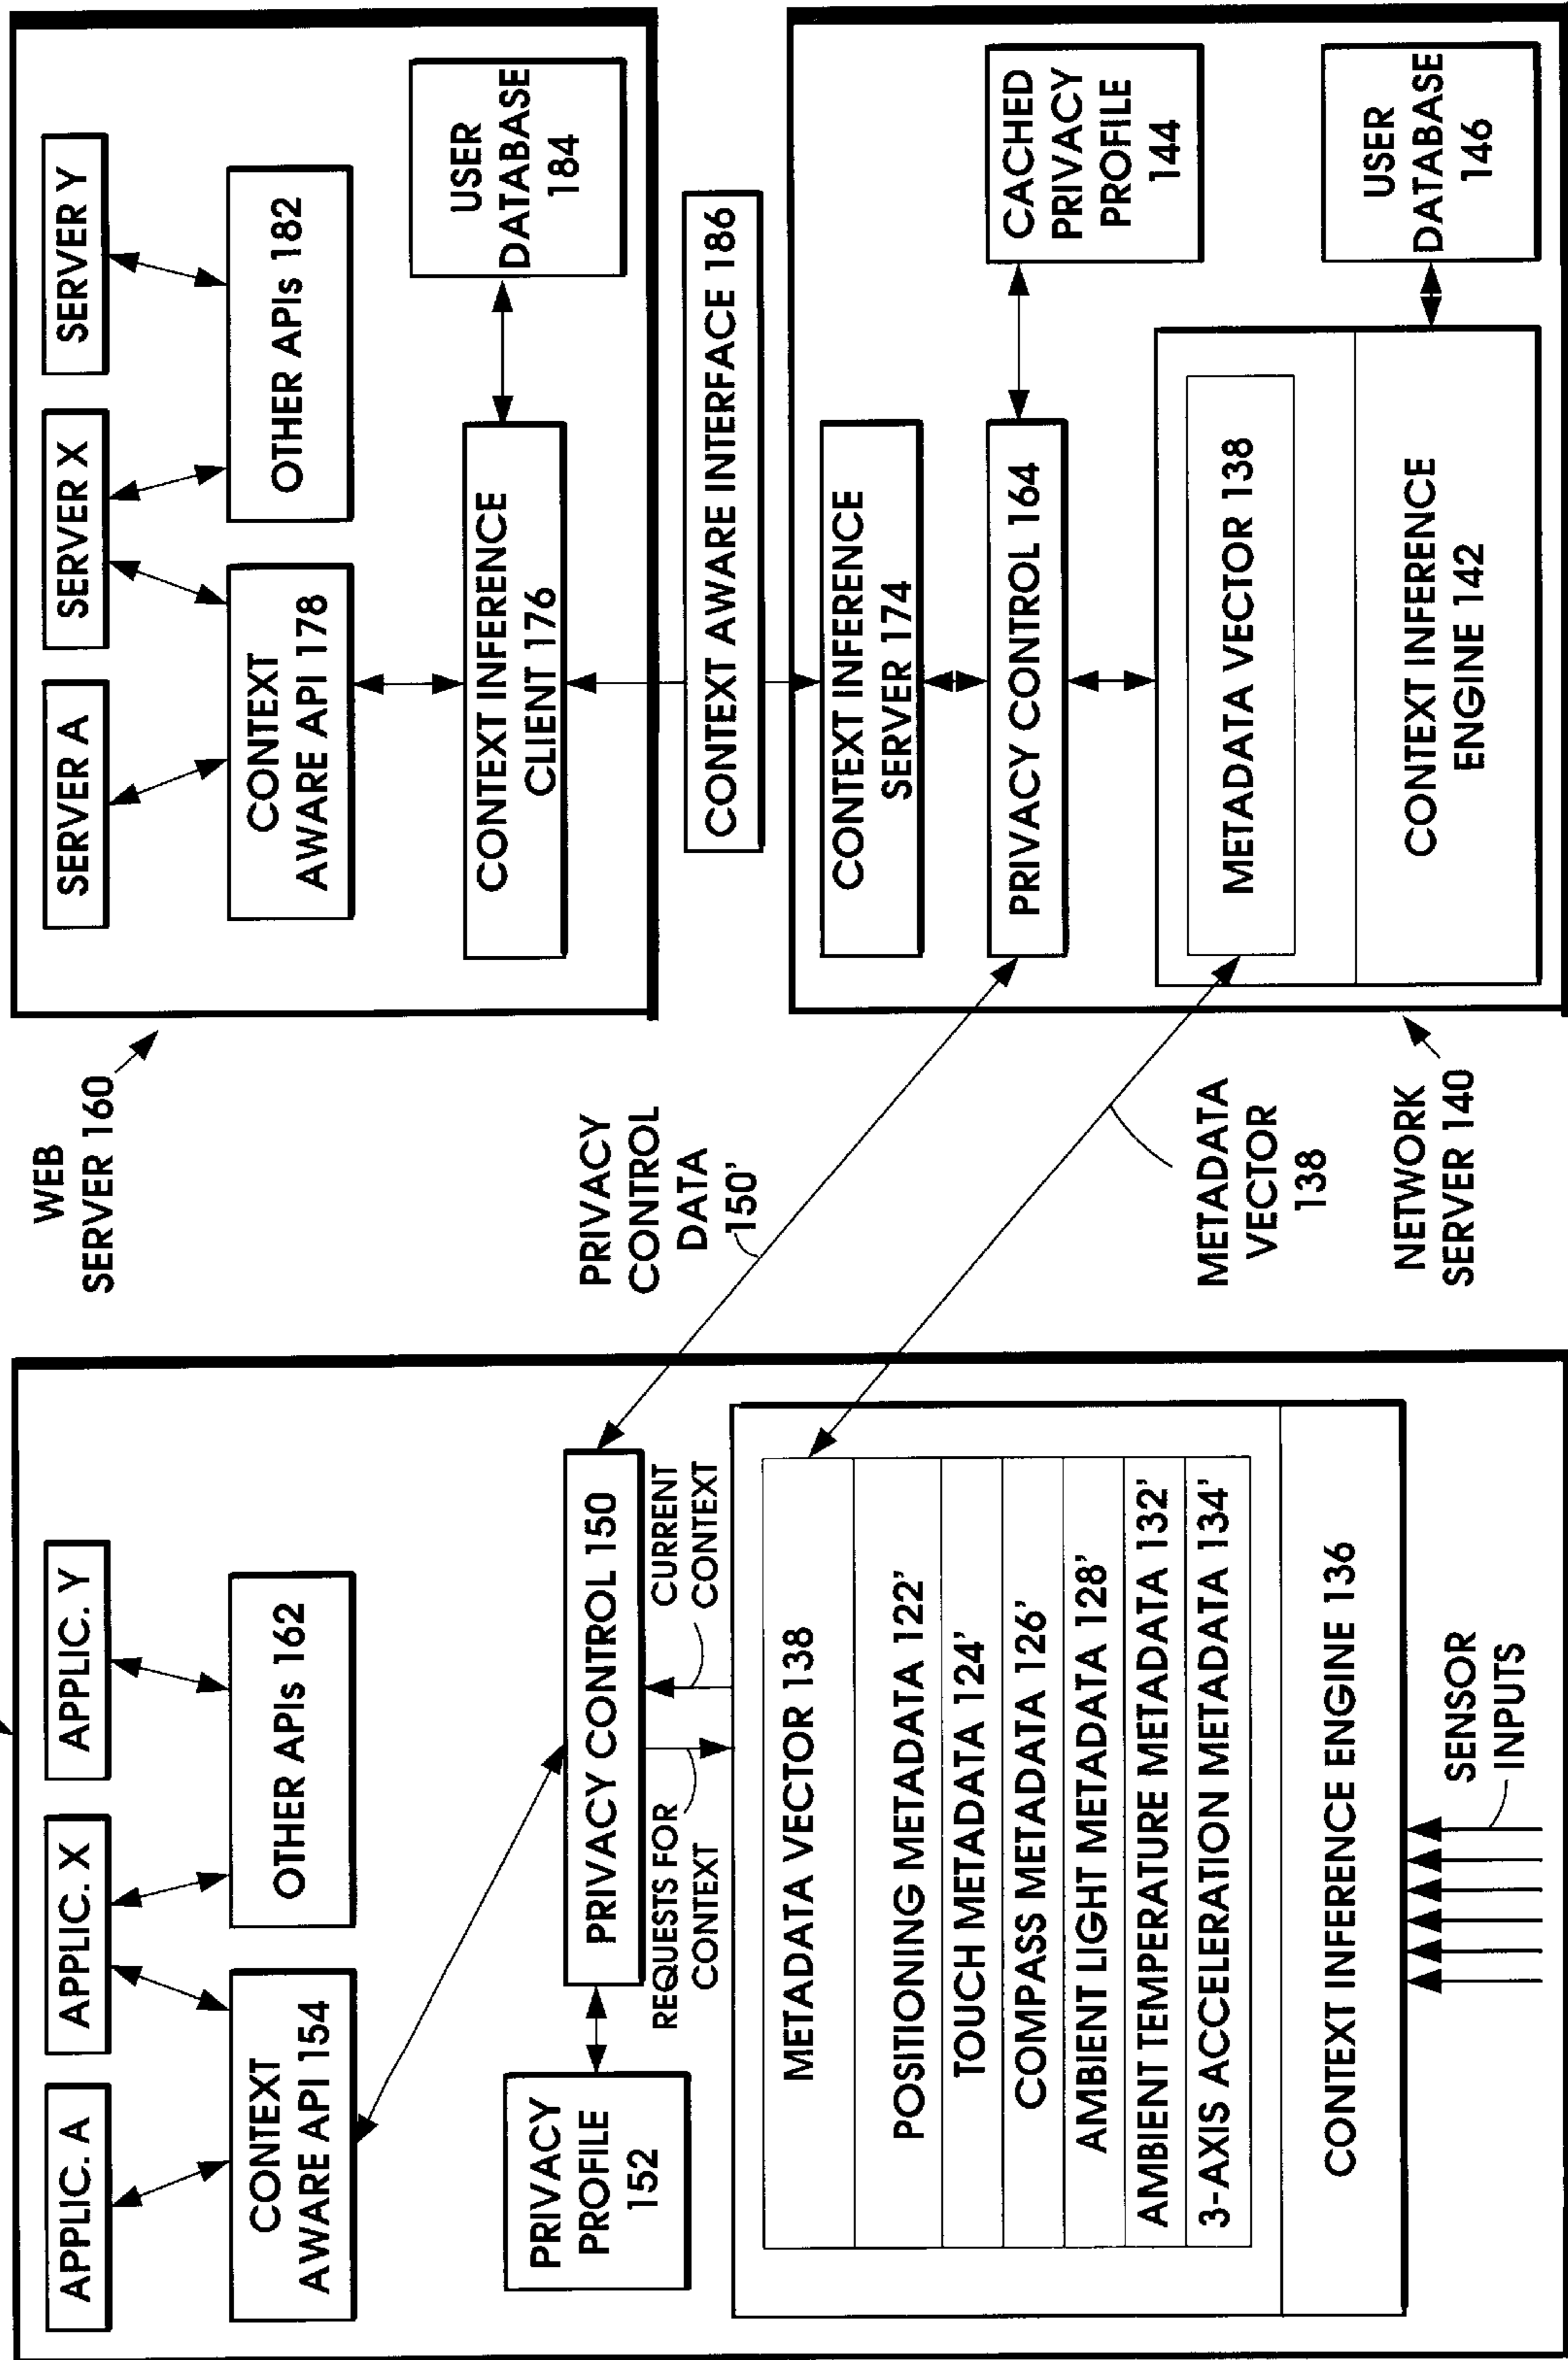 APPLIC. A
APPLIC. X
APPLIC. Y
CONTEXT
AWARE API 154
OTHER APIs 162
PRIVACY
PROFILE
152
PRIVACY CONTROL 150
REQUESTS FOR
CONTEXT
CURRENT
CONTEXT
METADATA VECTOR 138
POSITIONING METADATA 122'
TOUCH METADATA 124'
COMPASS METADATA 126'
AMBIENT LIGHT METADATA 128'
AMBIENT TEMPERATURE METADATA 132'
3-AXIS ACCELERATION METADATA 134'
CONTEXT INFERENCE ENGINE 136
SENSOR
INPUTS
WEB
SERVER 160
PRIVACY
CONTROL
DATA
150'
METADATA
VECTOR
138
NETWORK
SERVER 140
SERVER A
SERVER X
SERVER Y
CONTEXT
AWARE API 178
OTHER APIs 182
CONTEXT INFERENCE
CLIENT 176
USER
DATABASE
184
CONTEXT AWARE INTERFACE 186
CONTEXT INFERENCE
SERVER 174
PRIVACY CONTROL 164
CACHED
PRIVACY
PROFILE
144
METADATA VECTOR 138
CONTEXT INFERENCE
ENGINE 142
USER
DATABASE
146